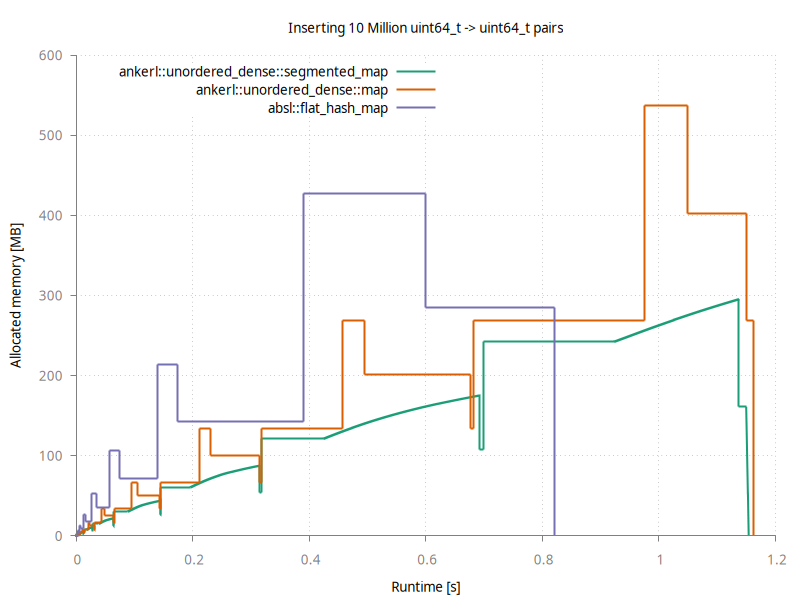 Inserting 10 Million uint64_t -> uint64_t pairs
600
500
400
300
200
100
0
Allocated memory [MB]
ankerl::unordered_dense::segmented_map
ankerl::unordered_dense::map
absl::flat_hash_map
0 0.2 0.4 0.6 0.8 1 1.2
Runtime [s]